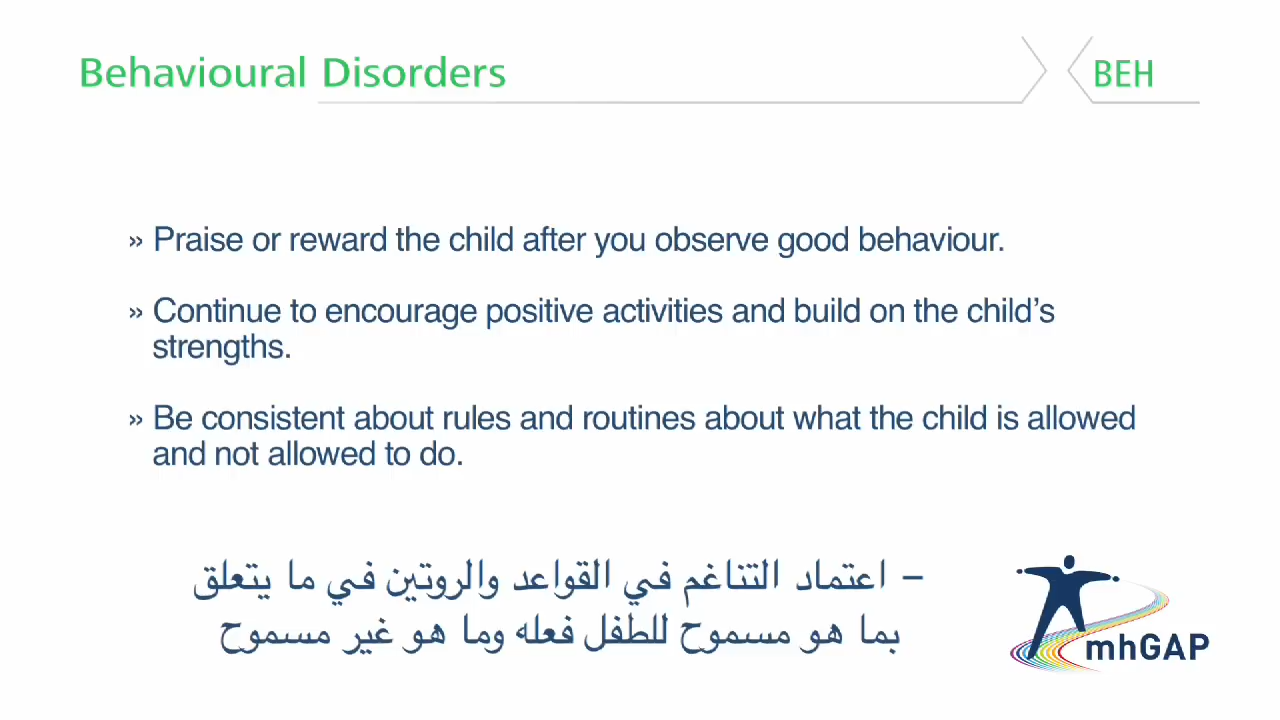 Behavioural Disorders
BEH
» Praise or reward the child after you observe good behaviour.
» Continue to encourage positive activities and build on the child’s
strengths.
» Be consistent about rules and routines about what the child is allowed
and not allowed to do.
– اعتماد التناغم في القواعد والروتين في ما يتعلق
بما هو مسموح للطفل فعله وما هو غير مسموح
mhGAP